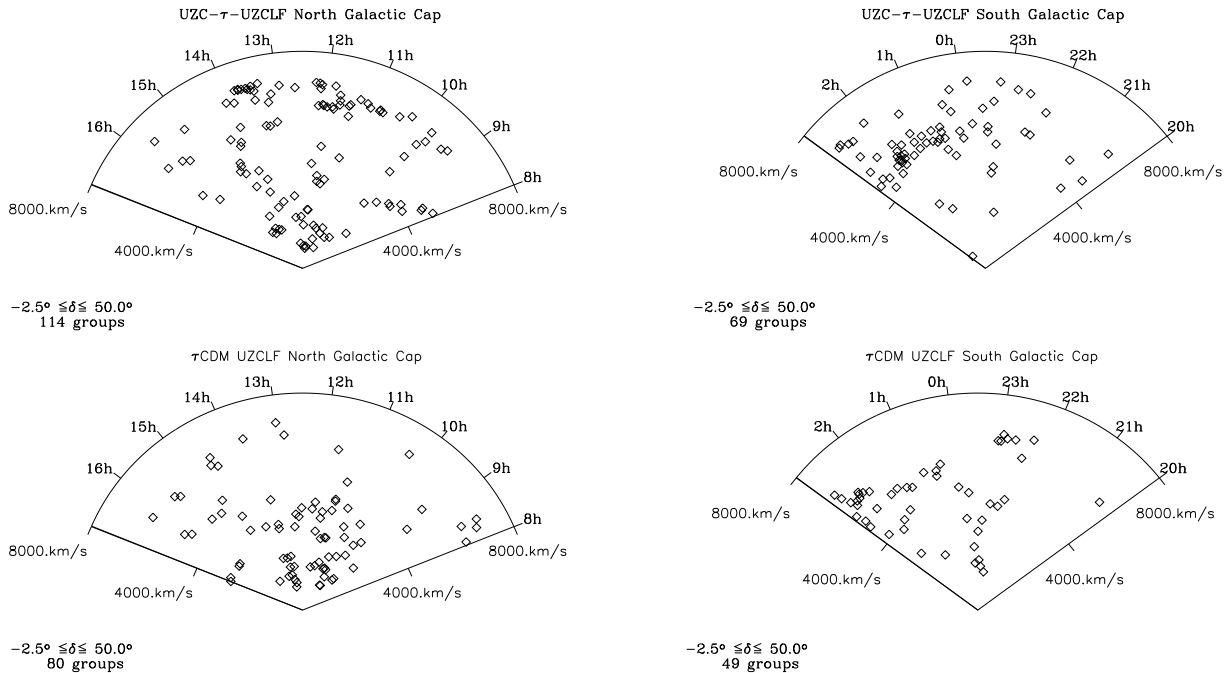 UZC−τ−UZCLF North Galactic Cap
13h 12h
14h 11h
15h 10h
16h 9h
8h
8000.km/s 8000.km/s
4000.km/s 4000.km/s
−2.5° ≦δ≦ 50.0°
114 groups
UZC−τ−UZCLF South Galactic Cap
0h 23h
1h 22h
2h 21h
20h
8000.km/s 8000.km/s
4000.km/s 4000.km/s
−2.5° ≦δ≦ 50.0°
69 groups
τCDM UZCLF North Galactic Cap
13h 12h
14h 11h
15h 10h
16h 9h
8h
8000.km/s 8000.km/s
4000.km/s 4000.km/s
−2.5° ≦δ≦ 50.0°
80 groups
τCDM UZCLF South Galactic Cap
0h 23h
1h 22h
2h 21h
20h
8000.km/s 8000.km/s
4000.km/s 4000.km/s
−2.5° ≦δ≦ 50.0°
49 groups